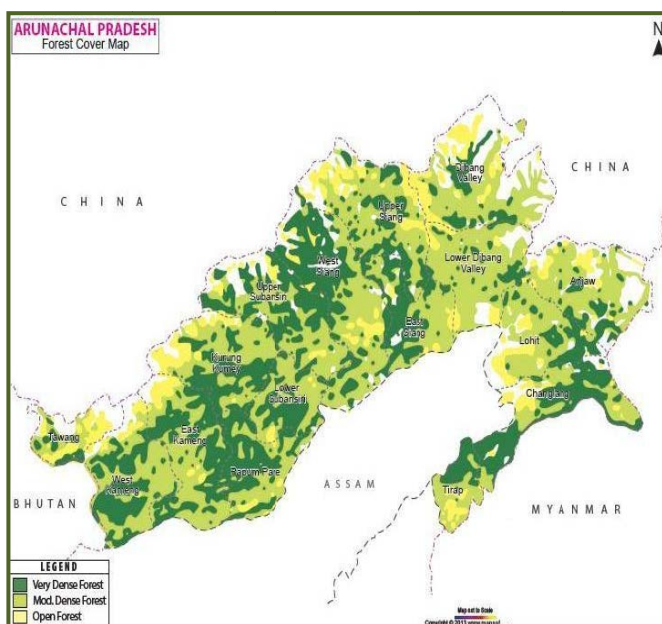 ARUNACHAL PRADESH
Forest Cover Map
N
CHINA
CHINA
Dibang
Valley
Upper
Siang
West
Siang
Lower Dibang
Valley
Anjaw
Upper
Subansiri
East
Siang
Lohit
Kurung
Kumey
Lower
Subansiri
Changlang
Tawang
East
Kameng
Papum Pare
West
Kameng
ASSAM
Tirap
BHUTAN
MYANMAR
LEGEND
Very Dense Forest
Mod. Dense Forest
Open Forest
Map not to Scale
Copyright © 2013